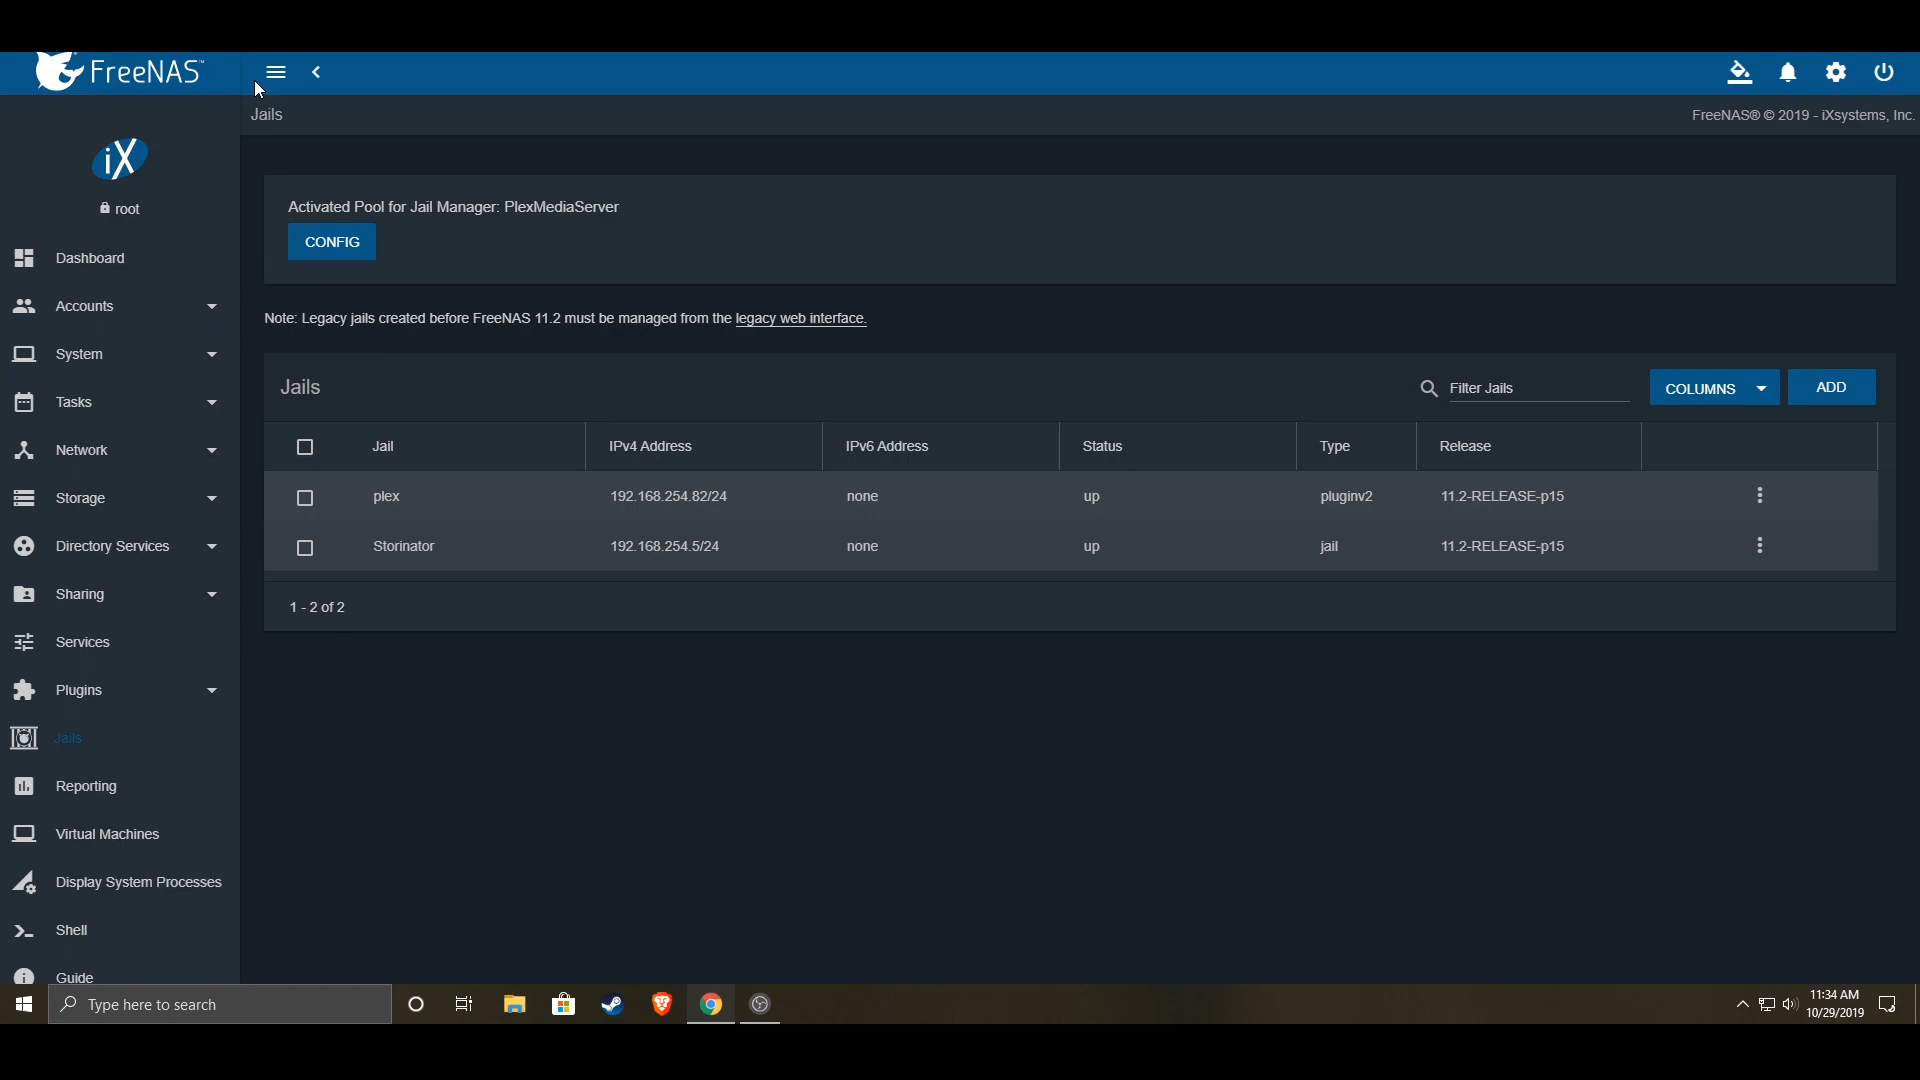 FreeNAS™
Jails
FreeNAS® © 2019 - iXsystems, Inc.
iX
root
Dashboard
Accounts
System
Tasks
Network
Storage
Directory Services
Sharing
Services
Plugins
Jails
Reporting
Virtual Machines
Display System Processes
Shell
Guide
Activated Pool for Jail Manager: PlexMediaServer
CONFIG
Note: Legacy jails created before FreeNAS 11.2 must be managed from the legacy web interface.
Jails
Filter Jails
COLUMNS
ADD
Jail IPv4 Address IPv6 Address Status Type Release
plex 192.168.254.82/24 none up pluginv2 11.2-RELEASE-p15
Storinator 192.168.254.5/24 none up jail 11.2-RELEASE-p15
1 - 2 of 2
Type here to search
11:34 AM
10/29/2019